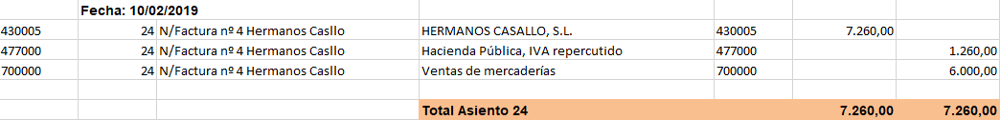 Fecha: 10/02/2019
430005 24 N/Factura nº 4 Hermanos Casllo HERMANOS CASALLO, S.L. 430005 7.260,00
477000 24 N/Factura nº 4 Hermanos Casllo Hacienda Pública, IVA repercutido 477000 1.260,00
700000 24 N/Factura nº 4 Hermanos Casllo Ventas de mercaderías 700000 6.000,00
Total Asiento 24 7.260,00 7.260,00